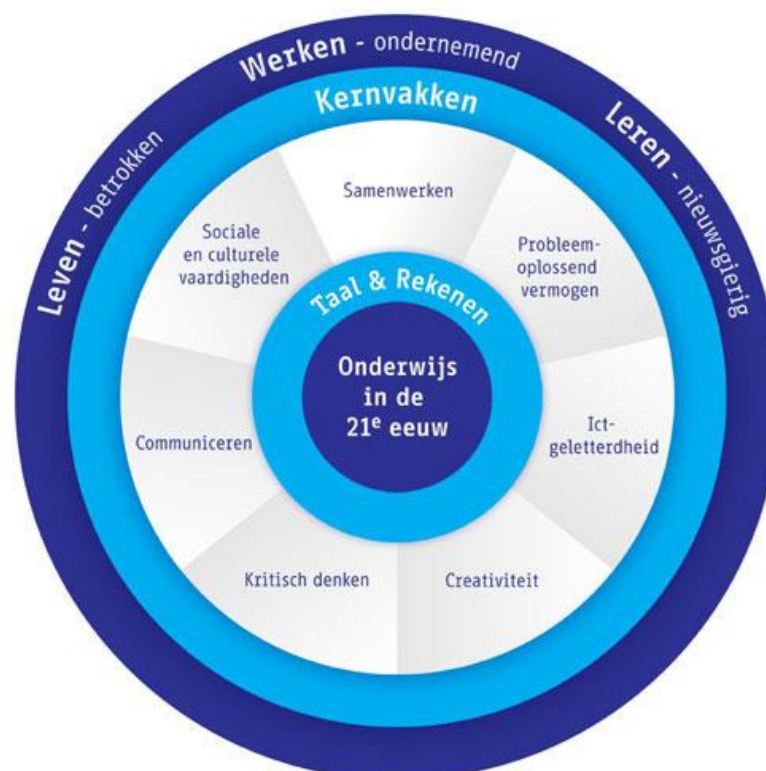 Werken - ondernemend
Leren - nieuwsgierig
Leven - betrokken
Kernvakken
Samenwerken
Probleem-
oplossend
vermogen
Ict-
geletterdheid
Creativiteit
Kritisch denken
Communiceren
Sociale
en culturele
vaardigheden
Taal & Rekenen
Onderwijs
in de
21e eeuw